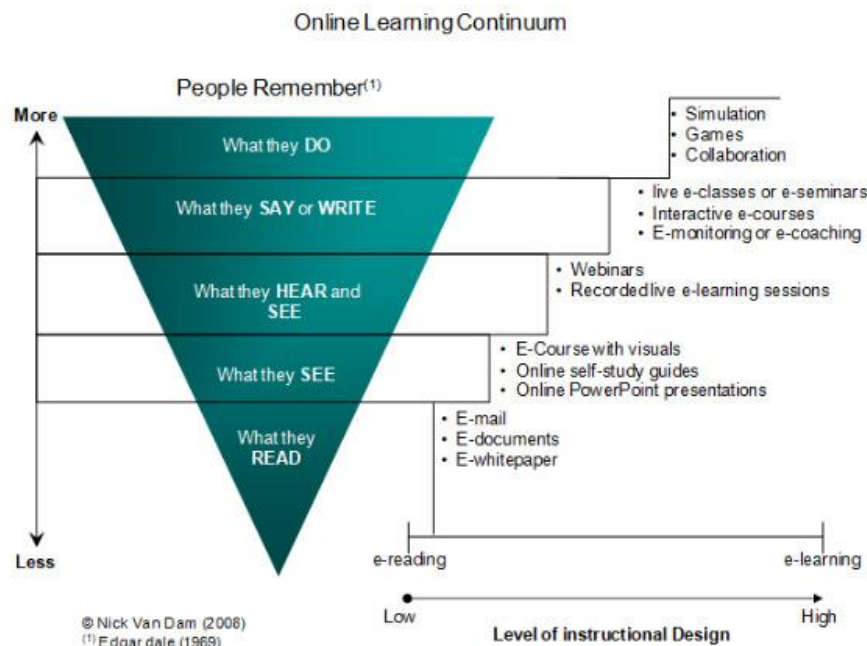 Online Learning Continuum
People Remember(1)
More
What they DO
• Simulation
• Games
• Collaboration
What they SAY or WRITE
• live e-classes or e-seminars
• Interactive e-courses
• E-monitoring or e-coaching
What they HEAR and
SEE
• Webinars
• Recorded live e-learning sessions
What they SEE
• E-Course with visuals
• Online self-study guides
• Online PowerPoint presentations
What they
READ
• E-mail
• E-documents
• E-whitepaper
Less
e-reading
e-learning
Low
High
Level of instructional Design
© Nick Van Dam (2008)
(1) Edgar dale (1969)